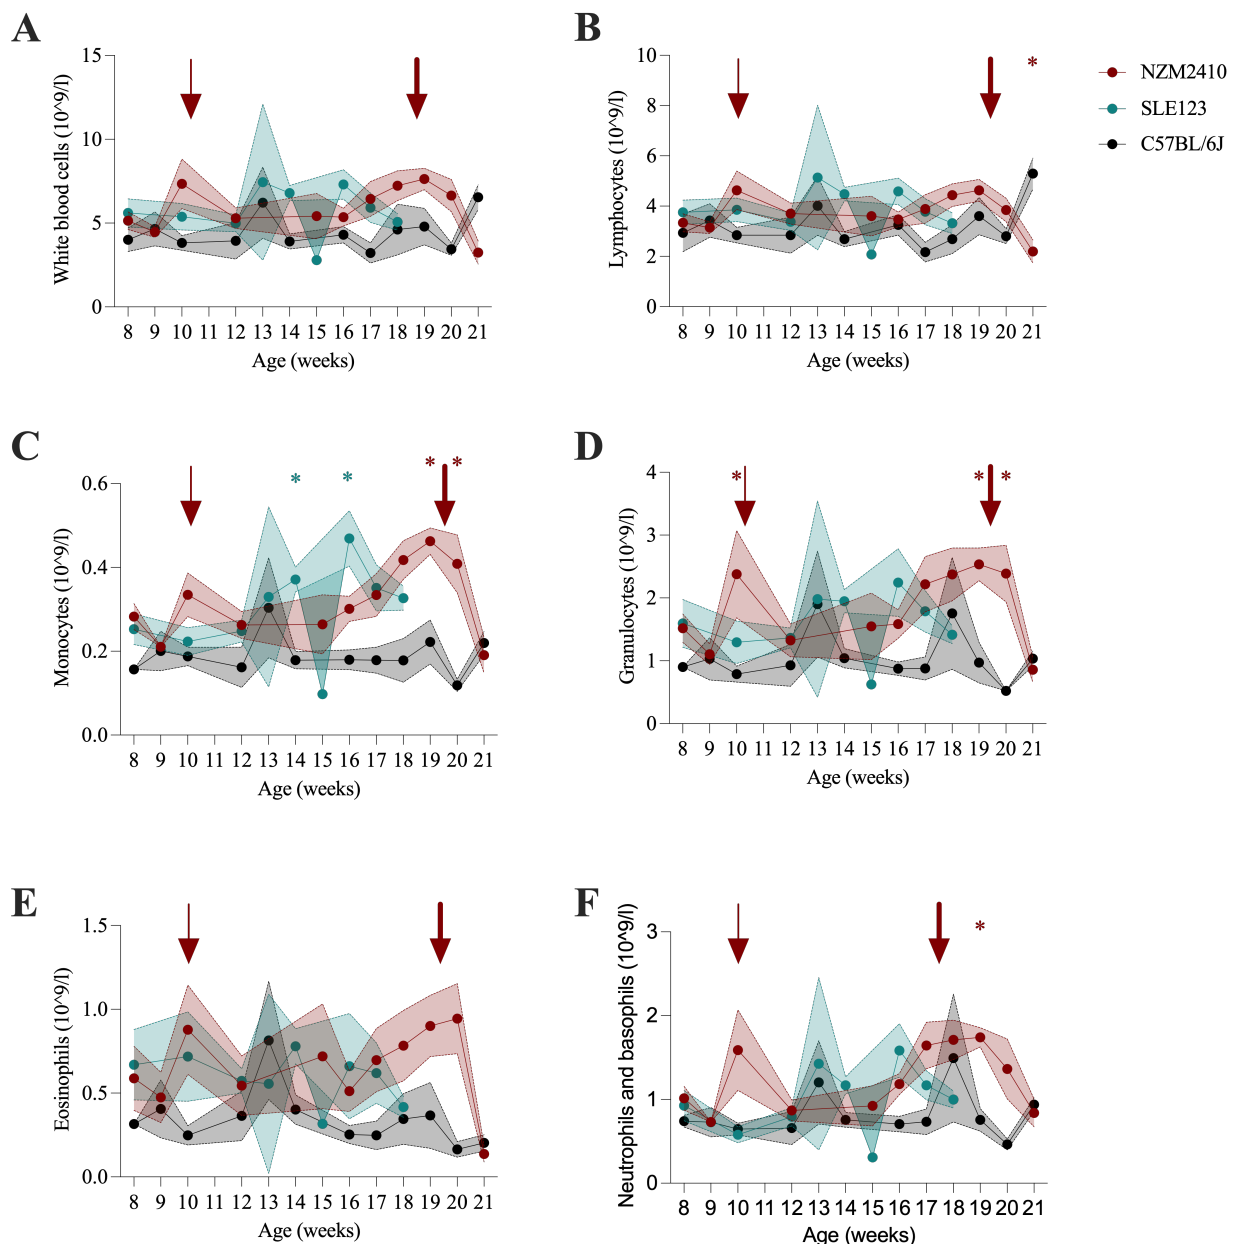 A
White blood cells (10^9/l)
15
10
5
0
8 9 10 11 12 13 14 15 16 17 18 19 20 21
Age (weeks)
B
Lymphocytes (10^9/l)
10
8
6
4
2
0
*
8 9 10 11 12 13 14 15 16 17 18 19 20 21
Age (weeks)
NZM2410
SLE123
C57BL/6J
C
Monocytes (10^9/l)
0.6
0.4
0.2
0.0
* * * *
8 9 10 11 12 13 14 15 16 17 18 19 20 21
Age (weeks)
D
Granulocytes (10^9/l)
4
3
2
1
0
* * *
8 9 10 11 12 13 14 15 16 17 18 19 20 21
Age (weeks)
E
Eosinophils (10^9/l)
1.5
1.0
0.5
0.0
8 9 10 11 12 13 14 15 16 17 18 19 20 21
Age (weeks)
F
Neutrophils and basophils (10^9/l)
3
2
1
0
*
8 9 10 11 12 13 14 15 16 17 18 19 20 21
Age (weeks)